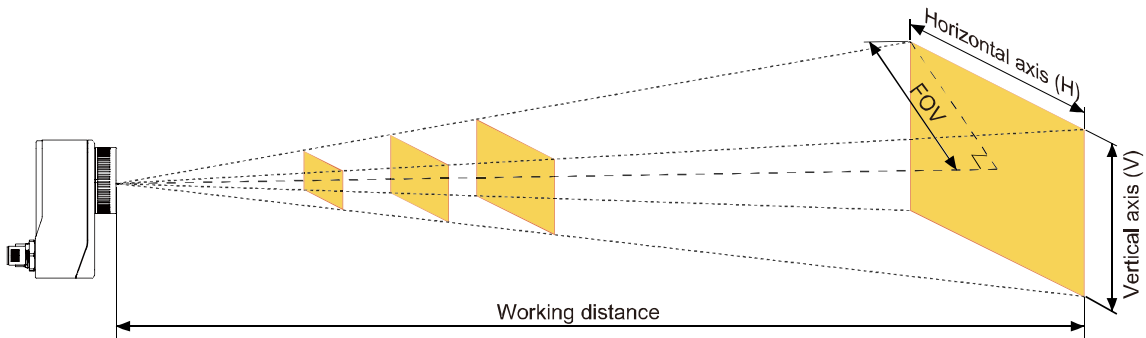 Horizontal axis (H)
FOV
Vertical axis (V)
Working distance